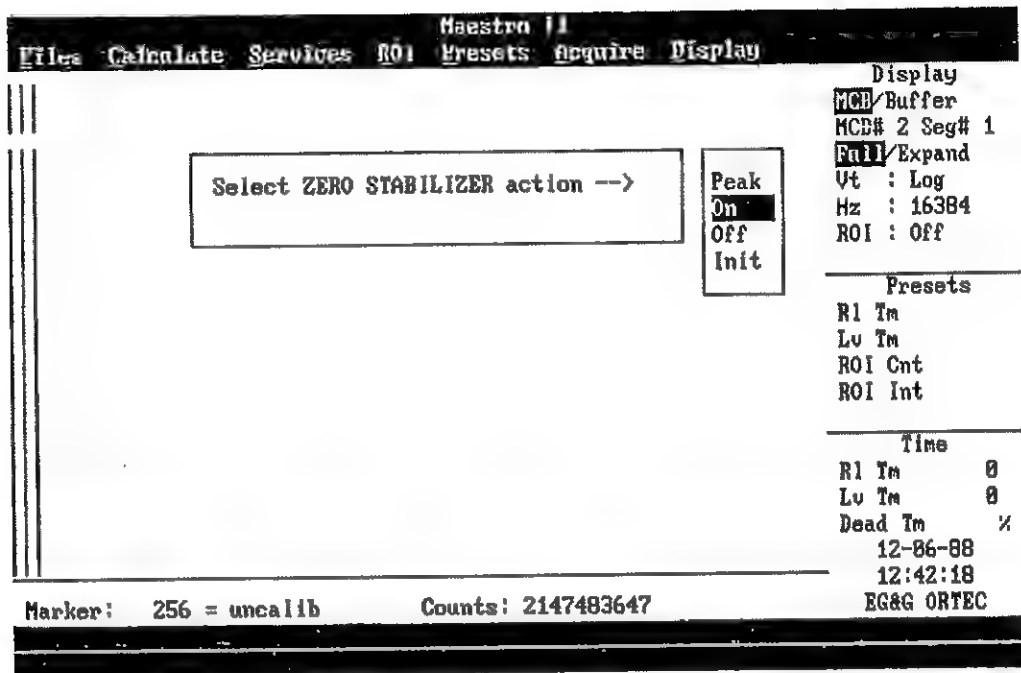 Maestro II
Files Calculate Services ROI Presets Acquire Display
Select ZERO STABILIZER action -->
Peak
On
Off
Init
Display
MCB/Buffer
MCB# 2 Seg# 1
Full/Expand
Vt : Log
Hz : 16384
ROI : Off
Presets
Rl Tm
Lv Tm
ROI Cnt
ROI Int
Time
Rl Tm 0
Lv Tm 0
Dead Tm %
12-06-88
12:42:18
EG&G ORTEC
Marker: 256 = uncalib Counts: 2147483647